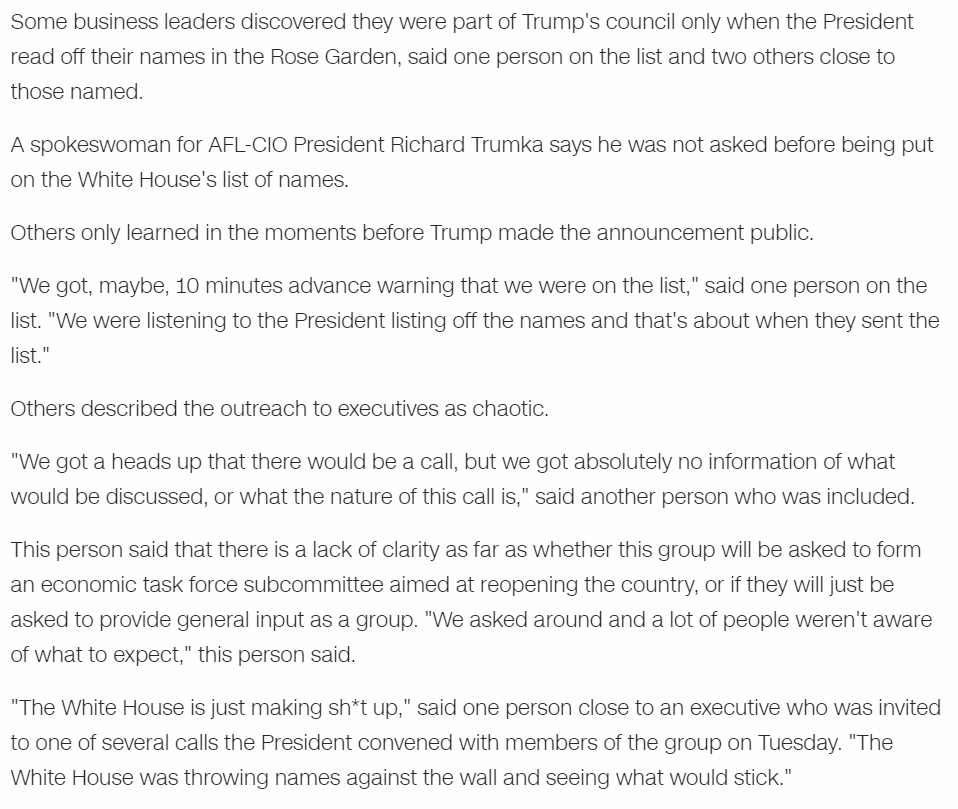 Some business leaders discovered they were part of Trump's council only when the President
read off their names in the Rose Garden, said one person on the list and two others close to
those named.
A spokeswoman for AFL-CIO President Richard Trumka says he was not asked before being put
on the White House's list of names.
Others only learned in the moments before Trump made the announcement public.
"We got, maybe, 10 minutes advance warning that we were on the list," said one person on the
list. "We were listening to the President listing off the names and that's about when they sent the
list."
Others described the outreach to executives as chaotic.
"We got a heads up that there would be a call, but we got absolutely no information of what
would be discussed, or what the nature of this call is," said another person who was included.
This person said that there is a lack of clarity as far as whether this group will be asked to form
an economic task force subcommittee aimed at reopening the country, or if they will just be
asked to provide general input as a group. "We asked around and a lot of people weren't aware
of what to expect," this person said.
"The White House is just making sh*t up," said one person close to an executive who was invited
to one of several calls the President convened with members of the group on Tuesday. "The
White House was throwing names against the wall and seeing what would stick."